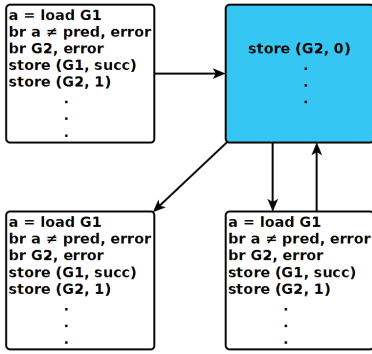 a = load G1
br a ≠ pred, error
br G2, error
store (G1, succ)
store (G2, 1)
.
.
.
store (G2, 0)
.
.
.
a = load G1
br a ≠ pred, error
br G2, error
store (G1, succ)
store (G2, 1)
.
.
.
a = load G1
br a ≠ pred, error
br G2, error
store (G1, succ)
store (G2, 1)
.
.
.